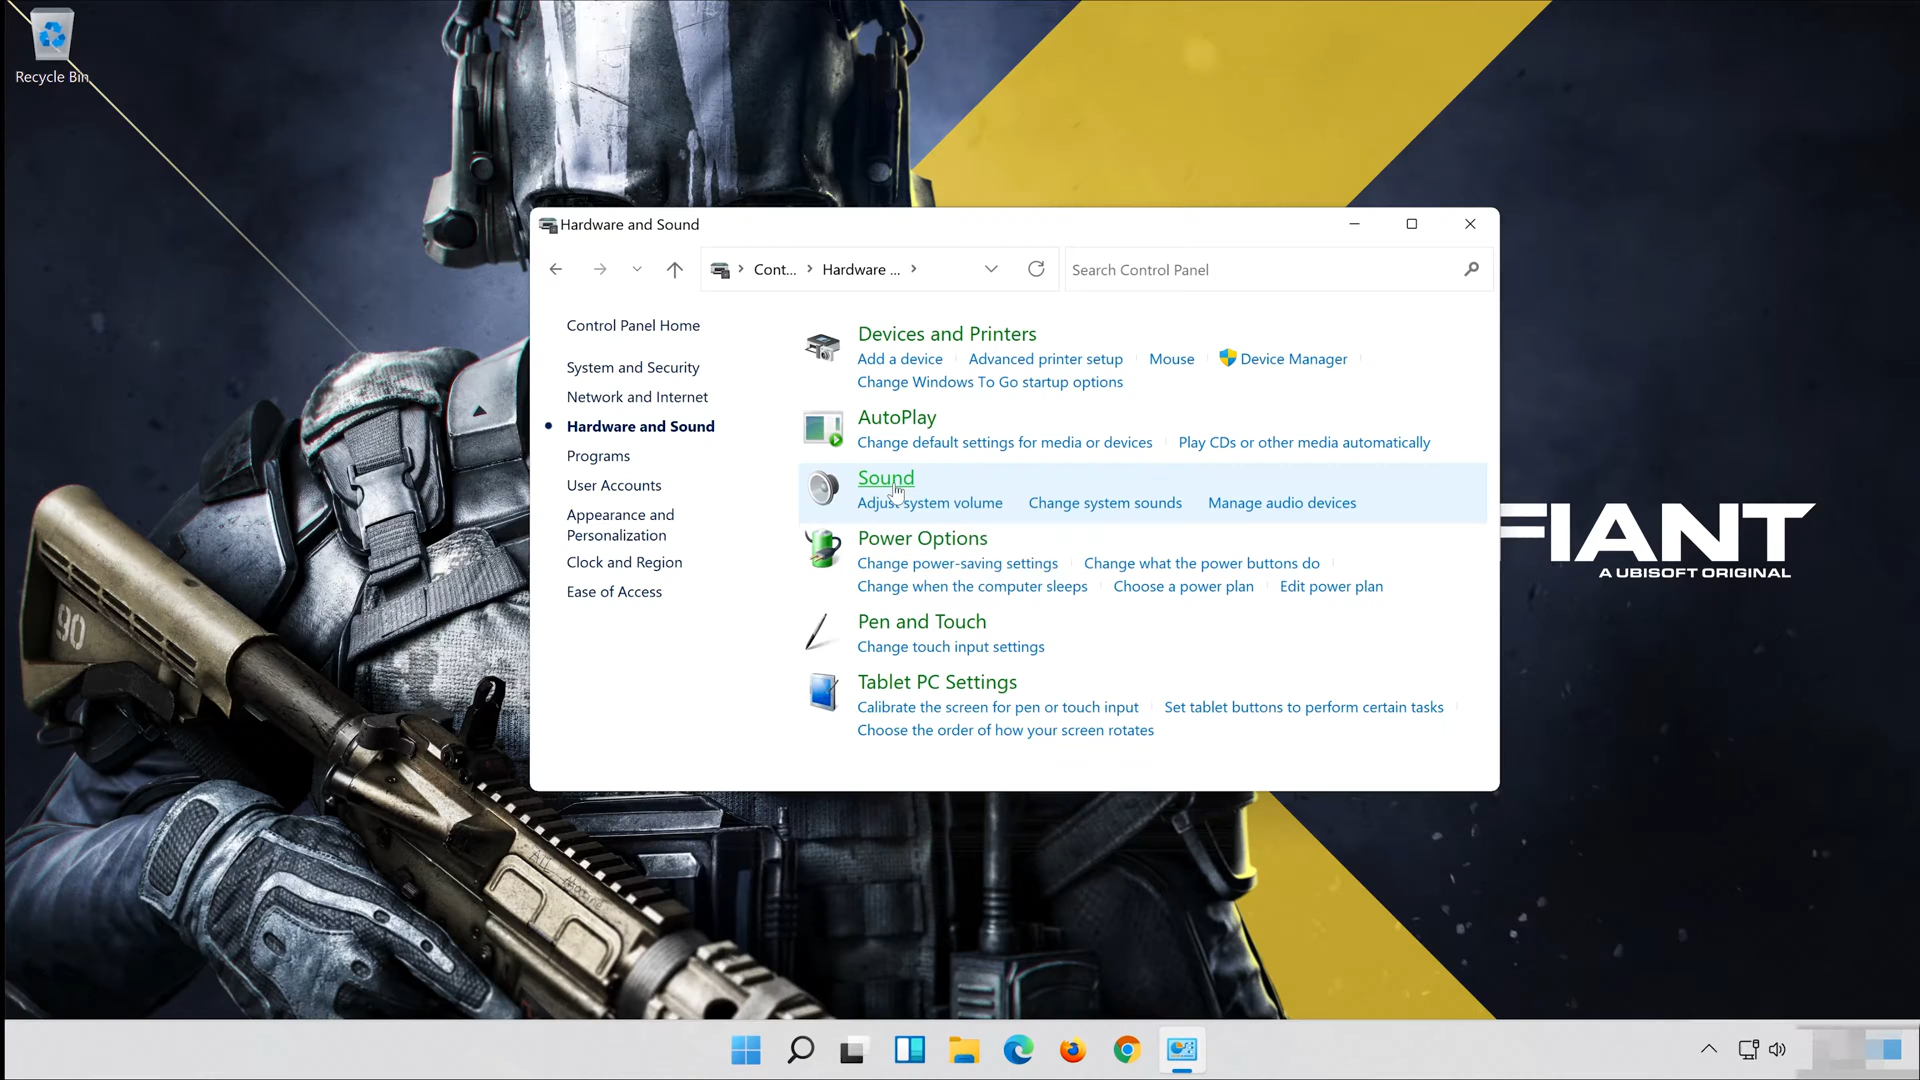 Recycle Bin
Hardware and Sound
Cont...
Hardware ...
Search Control Panel
Control Panel Home
System and Security
Network and Internet
Hardware and Sound
Programs
User Accounts
Appearance and
Personalization
Clock and Region
Ease of Access
Devices and Printers
Add a device
Advanced printer setup
Mouse
Device Manager
Change Windows To Go startup options
AutoPlay
Change default settings for media or devices
Play CDs or other media automatically
Sound
Adjust system volume
Change system sounds
Manage audio devices
Power Options
Change power-saving settings
Change what the power buttons do
Change when the computer sleeps
Choose a power plan
Edit power plan
Pen and Touch
Change touch input settings
Tablet PC Settings
Calibrate the screen for pen or touch input
Set tablet buttons to perform certain tasks
Choose the order of how your screen rotates
FIANT
A UBISOFT ORIGINAL
90